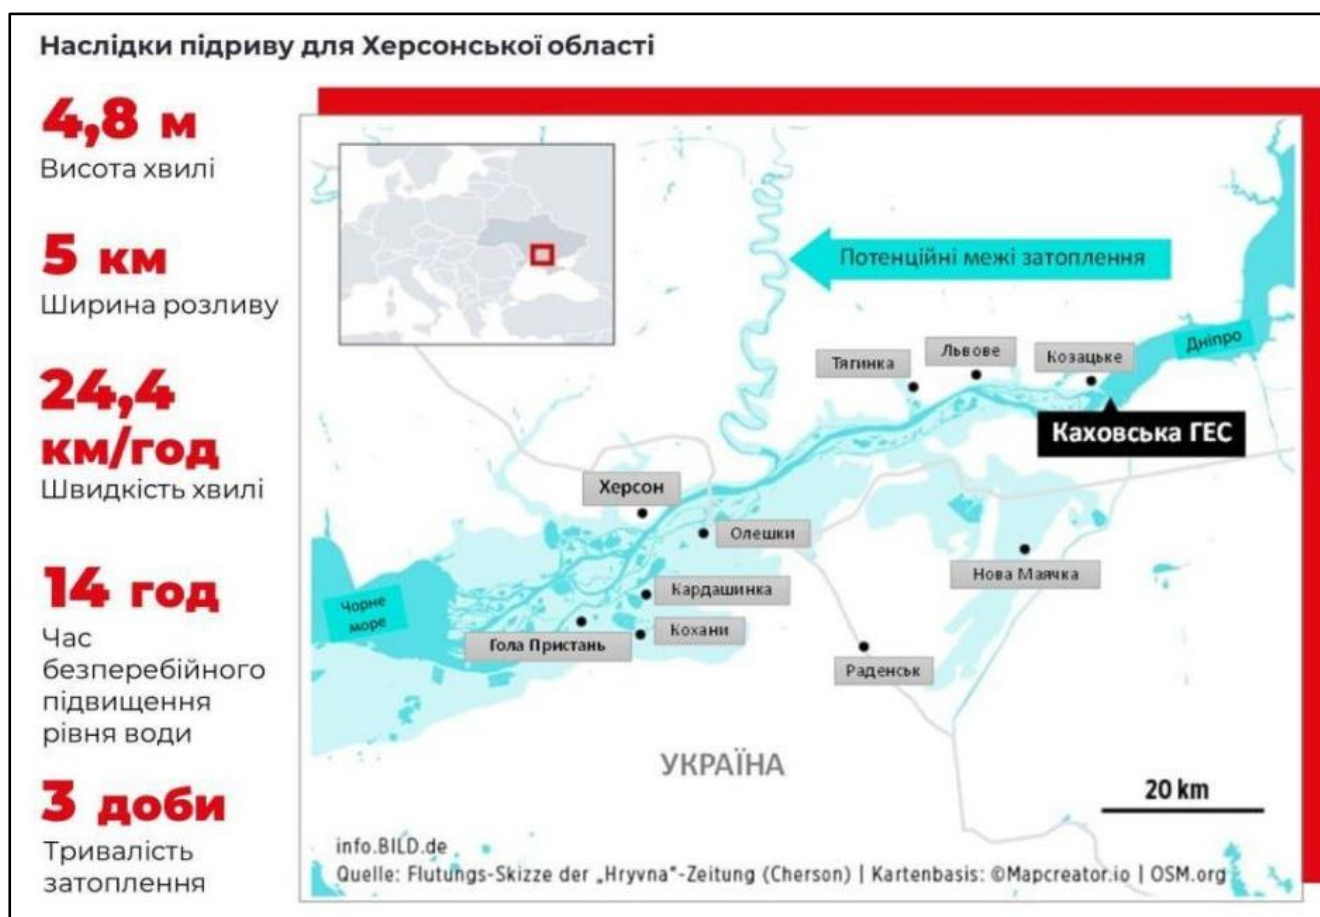 Наслідки підриву для Херсонської області
4,8 м
Висота хвилі
5 км
Ширина розливу
24,4
км/год
Швидкість хвилі
14 год
Час
безперебійного
підвищення
рівня води
3 доби
Тривалість
затоплення
Потенційні межі затоплення
Дніпро
Львове
Козацьке
Тягинка
Каховська ГЕС
Херсон
Олешки
Нова Маячка
Кардашинка
Чорне
море
Кохани
Гола Пристань
Раденськ
УКРАЇНА
20 km
info.BILD.de
Quelle: Flutungs-Skizze der „Hryvna"-Zeitung (Cherson) | Kartenbasis: ©Mapcreator.io | OSM.org